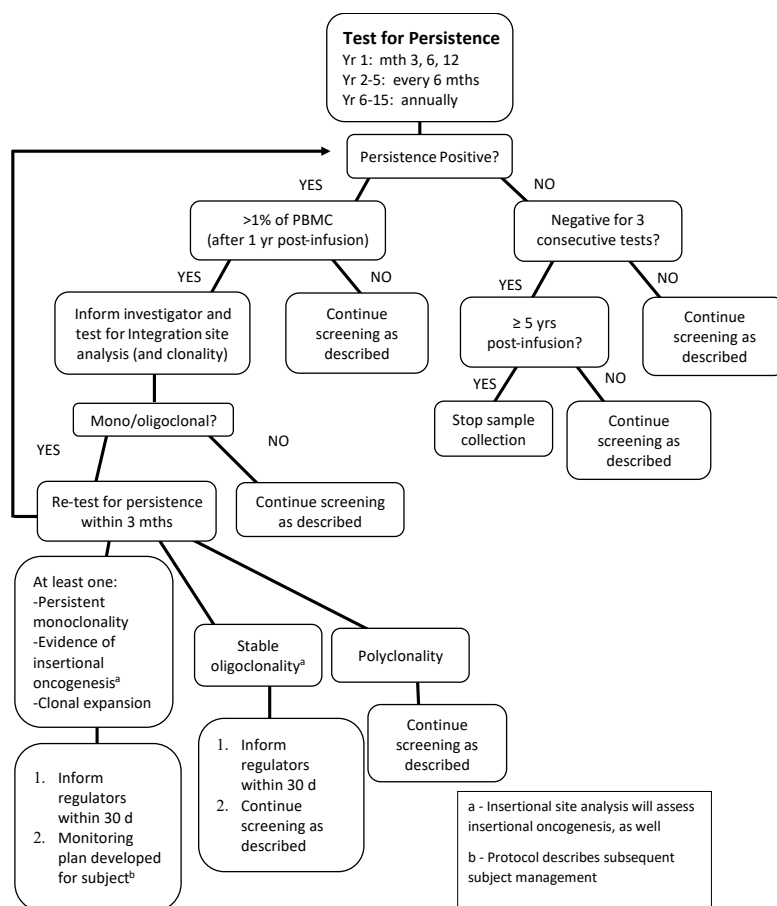 Test for Persistence
Yr 1: mth 3, 6, 12
Yr 2-5: every 6 mths
Yr 6-15: annually
Persistence Positive?
YES
NO
>1% of PBMC
(after 1 yr post-infusion)
Negative for 3
consecutive tests?
YES
NO
YES
NO
Inform investigator and
test for Integration site
analysis (and clonality)
Continue
screening as
described
≥ 5 yrs
post-infusion?
Continue
screening as
described
YES
NO
Mono/oligoclonal?
Stop sample
collection
Continue
screening as
described
YES
NO
Re-test for persistence
within 3 mths
Continue screening
as described
At least one:
-Persistent
monoclonality
-Evidence of
insertional
oncogenesisᵃ
-Clonal expansion
Stable
oligoclonalityᵃ
Polyclonality
1. Inform
regulators
within 30 d
2. Monitoring
plan developed
for subjectᵇ
1. Inform
regulators
within 30 d
2. Continue
screening as
described
Continue
screening as
described
a - Insertional site analysis will assess
insertional oncogenesis, as well
b - Protocol describes subsequent
subject management